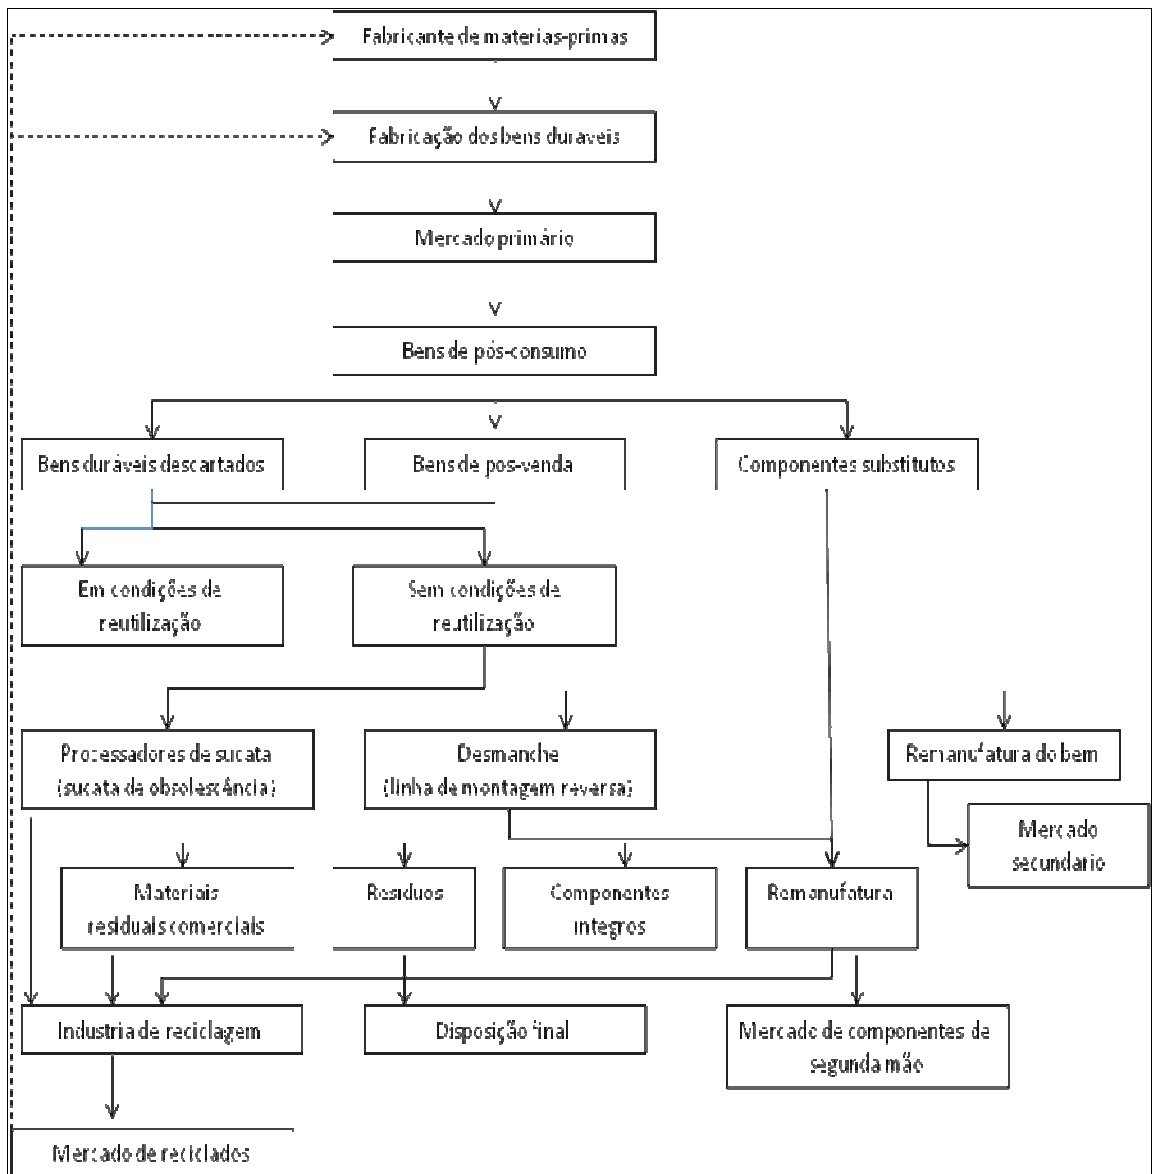 Fabricante de materias-primas
Fabricação dos bens duraveis
Mercado primário
Bens de pós-consumo
Bens duráveis descartados
Bens de pos-venda
Componentes substitutos
Em condições de
reutilização
Sem condições de
reutilização
Processadores de sucata
(sucata de obsolescência)
Desmanche
(linha de montagem reversa)
Remanufatura do bem
Mercado
secundário
Materiais
residuais comerciais
Residuos
Componentes
integros
Remanufatura
Industria de reciclagem
Disposição final
Mercado de componentes de
segunda mão
Mercado de reciclados